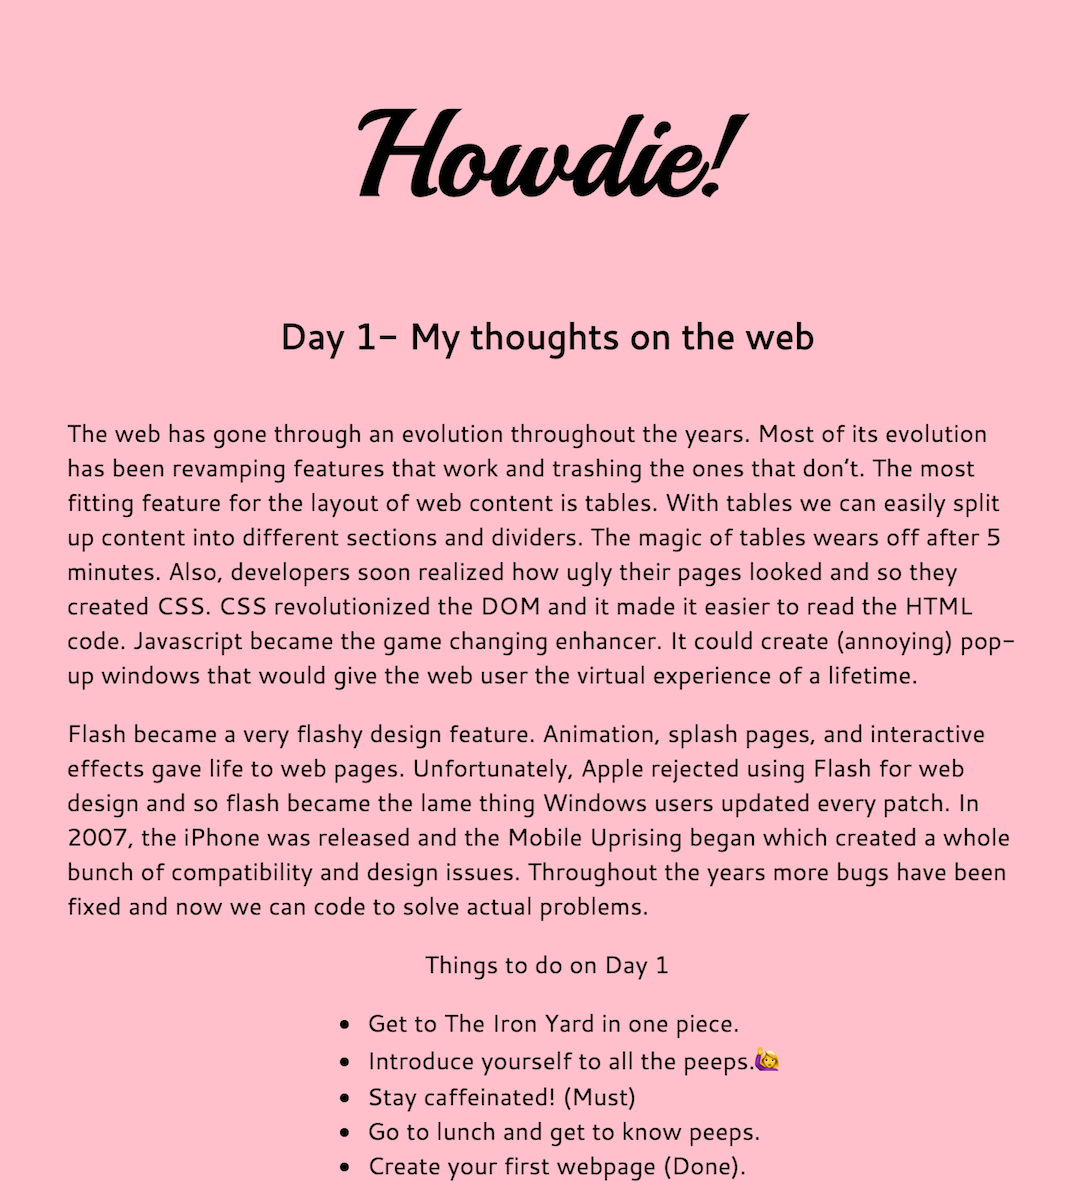 Howdie!
Day 1- My thoughts on the web
The web has gone through an evolution throughout the years. Most of its evolution
has been revamping features that work and trashing the ones that don’t. The most
fitting feature for the layout of web content is tables. With tables we can easily split
up content into different sections and dividers. The magic of tables wears off after 5
minutes. Also, developers soon realized how ugly their pages looked and so they
created CSS. CSS revolutionized the DOM and it made it easier to read the HTML
code. Javascript became the game changing enhancer. It could create (annoying) pop-
up windows that would give the web user the virtual experience of a lifetime.
Flash became a very flashy design feature. Animation, splash pages, and interactive
effects gave life to web pages. Unfortunately, Apple rejected using Flash for web
design and so flash became the lame thing Windows users updated every patch. In
2007, the iPhone was released and the Mobile Uprising began which created a whole
bunch of compatibility and design issues. Throughout the years more bugs have been
fixed and now we can code to solve actual problems.
Things to do on Day 1
• Get to The Iron Yard in one piece.
• Introduce yourself to all the peeps.🙋
• Stay caffeinated! (Must)
• Go to lunch and get to know peeps.
• Create your first webpage (Done).